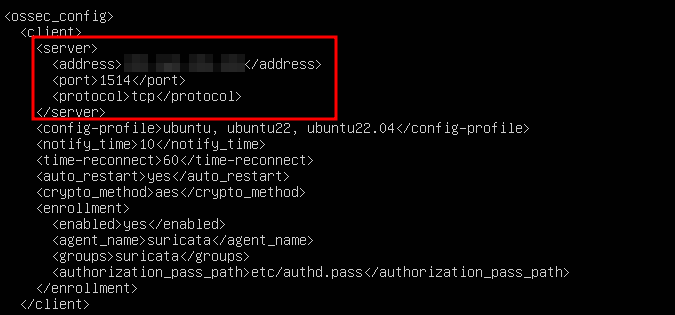 <ossec_config>
<client>
<server>
<address></address>
<port>1514</port>
<protocol>tcp</protocol>
</server>
<config-profile>ubuntu, ubuntu22, ubuntu22.04</config-profile>
<notify_time>10</notify_time>
<time-reconnect>60</time-reconnect>
<auto_restart>yes</auto_restart>
<crypto_method>aes</crypto_method>
<enrollment>
<enabled>yes</enabled>
<agent_name>suricata</agent_name>
<groups>suricata</groups>
<authorization_pass_path>etc/authd.pass</authorization_pass_path>
</enrollment>
</client>